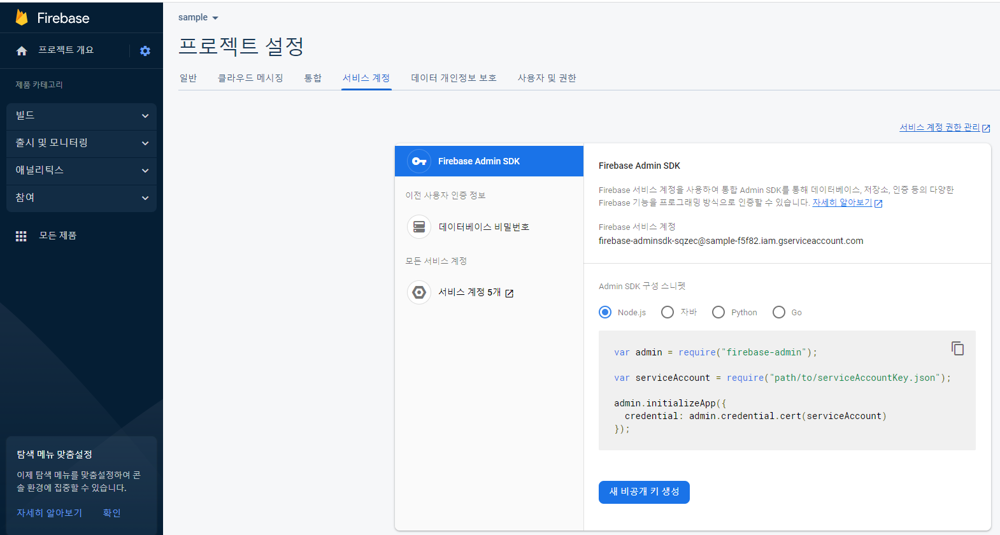 Firebase
프로젝트 개요
제품 카테고리
빌드
출시 및 모니터링
애널리틱스
참여
모든 제품
탐색 메뉴 맞춤설정
이제 탐색 메뉴를 맞춤설정하여 콘
솔 환경에 집중할 수 있습니다.
자세히 알아보기 확인
sample
프로젝트 설정
일반 클라우드 메시징 통합 서비스 계정 데이터 개인정보 보호 사용자 및 권한
서비스 계정 권한 관리
Firebase Admin SDK
이전 사용자 인증 정보
데이터베이스 비밀번호
모든 서비스 계정
서비스 계정 5개
Firebase Admin SDK
Firebase 서비스 계정을 사용하여 통합 Admin SDK를 통해 데이터베이스, 저장소, 인증 등의 다양한
Firebase 기능을 프로그래밍 방식으로 인증할 수 있습니다. 자세히 알아보기
Firebase 서비스 계정
firebase-adminsdk-sqzec@sample-f5f82.iam.gserviceaccount.com
Admin SDK 구성 스니펫
Node.js 자바 Python Go
var admin = require("firebase-admin");
var serviceAccount = require("path/to/serviceAccountKey.json");
admin.initializeApp({
credential: admin.credential.cert(serviceAccount)
});
새 비공개 키 생성